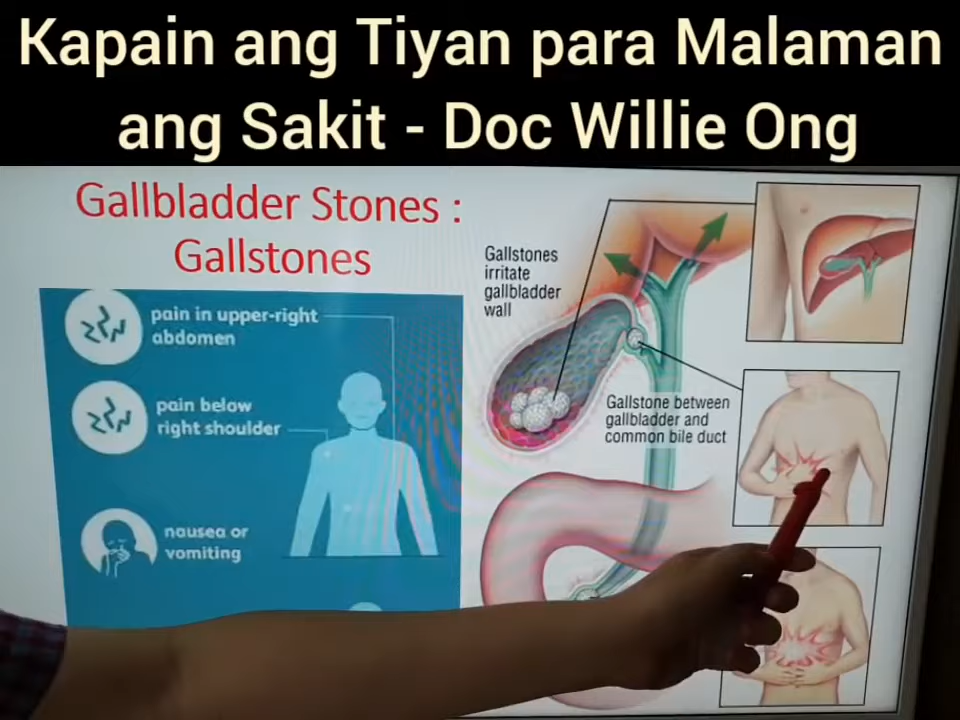 Kapain ang Tiyan para Malaman
ang Sakit - Doc Willie Ong
Gallbladder Stones :
Gallstones
pain in upper-right
abdomen
pain below
right shoulder
nausea or
vomiting
Gallstones
irritate
gallbladder
wall
Gallstone between
gallbladder and
common bile duct